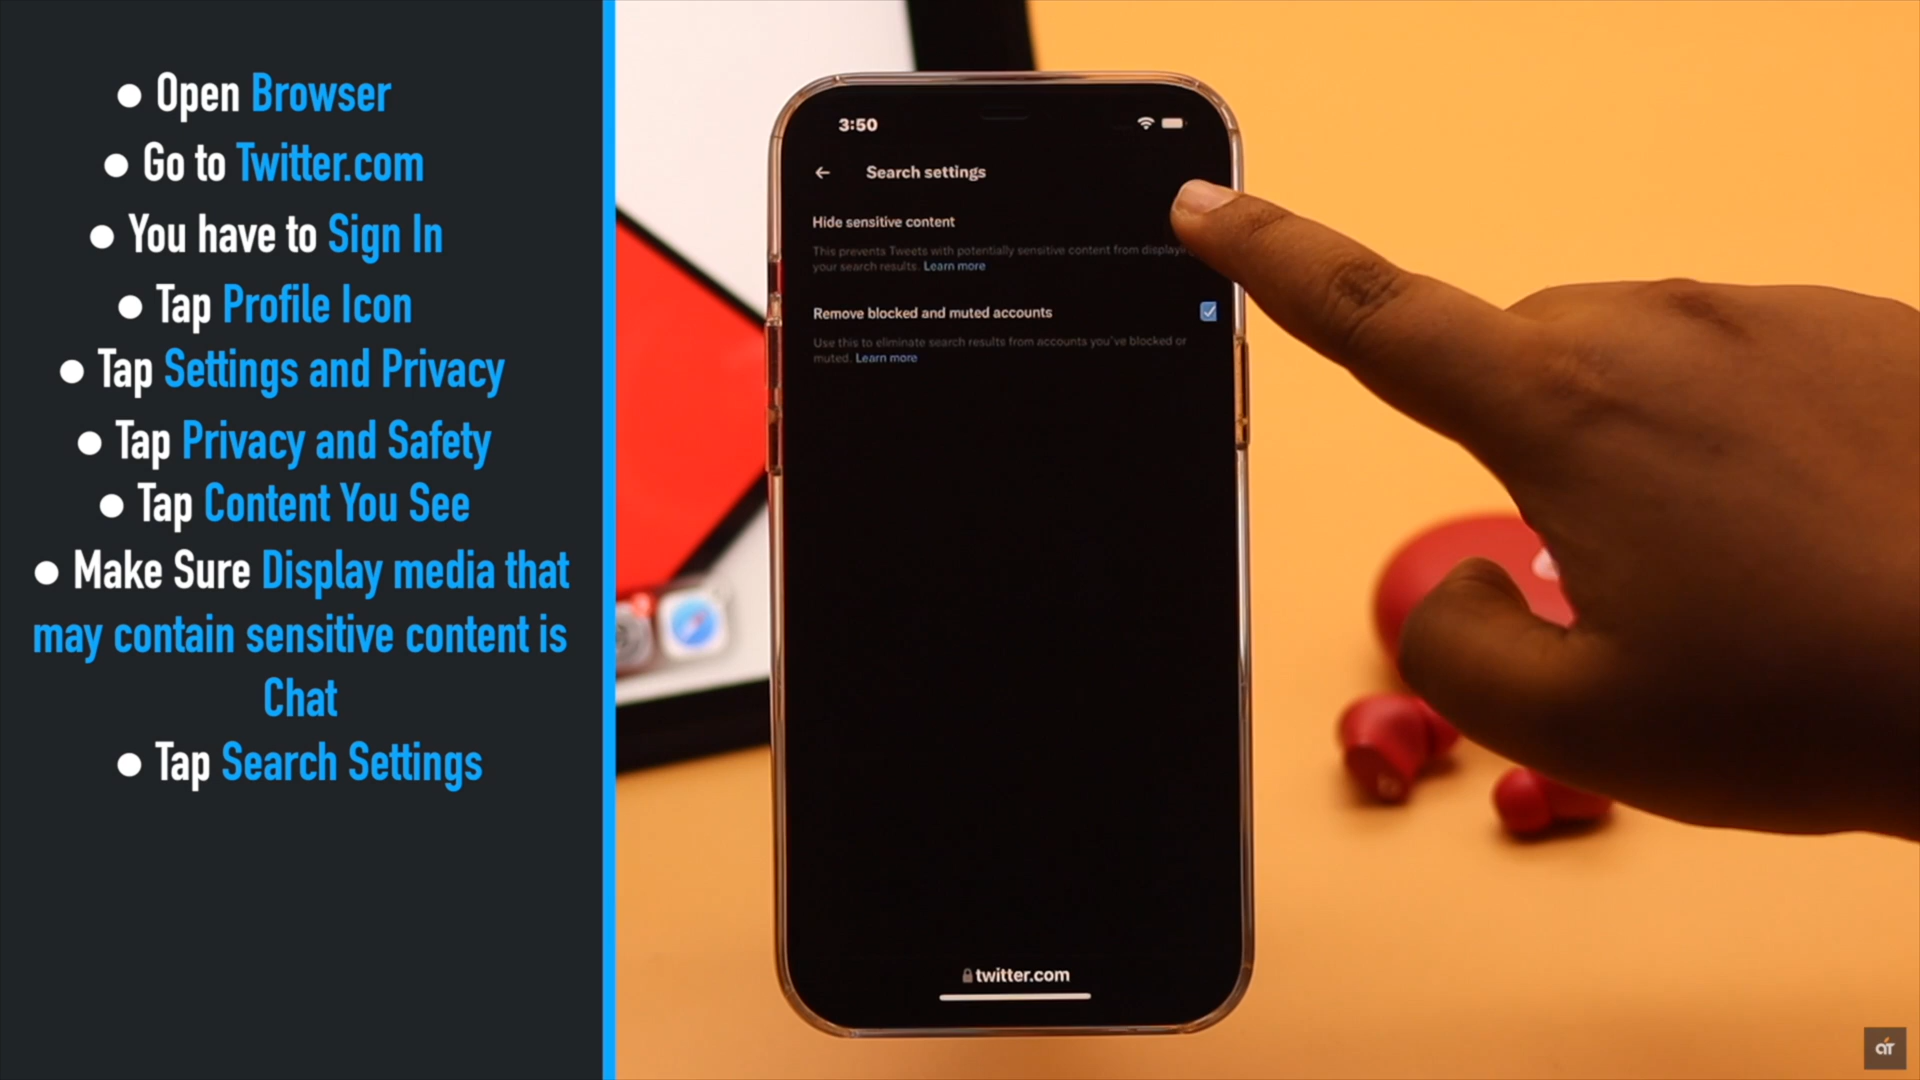 ● Open Browser
● Go to Twitter.com
● You have to Sign In
● Tap Profile Icon
● Tap Settings and Privacy
● Tap Privacy and Safety
● Tap Content You See
● Make Sure Display media that
may contain sensitive content is
Chat
● Tap Search Settings
3:50
Search settings
Hide sensitive content
This prevents Tweets with potentially sensitive content from
your search results. Learn more
Remove blocked and muted accounts
Use this to eliminate search results from accounts you've blocked or
muted. Learn more
twitter.com
aT